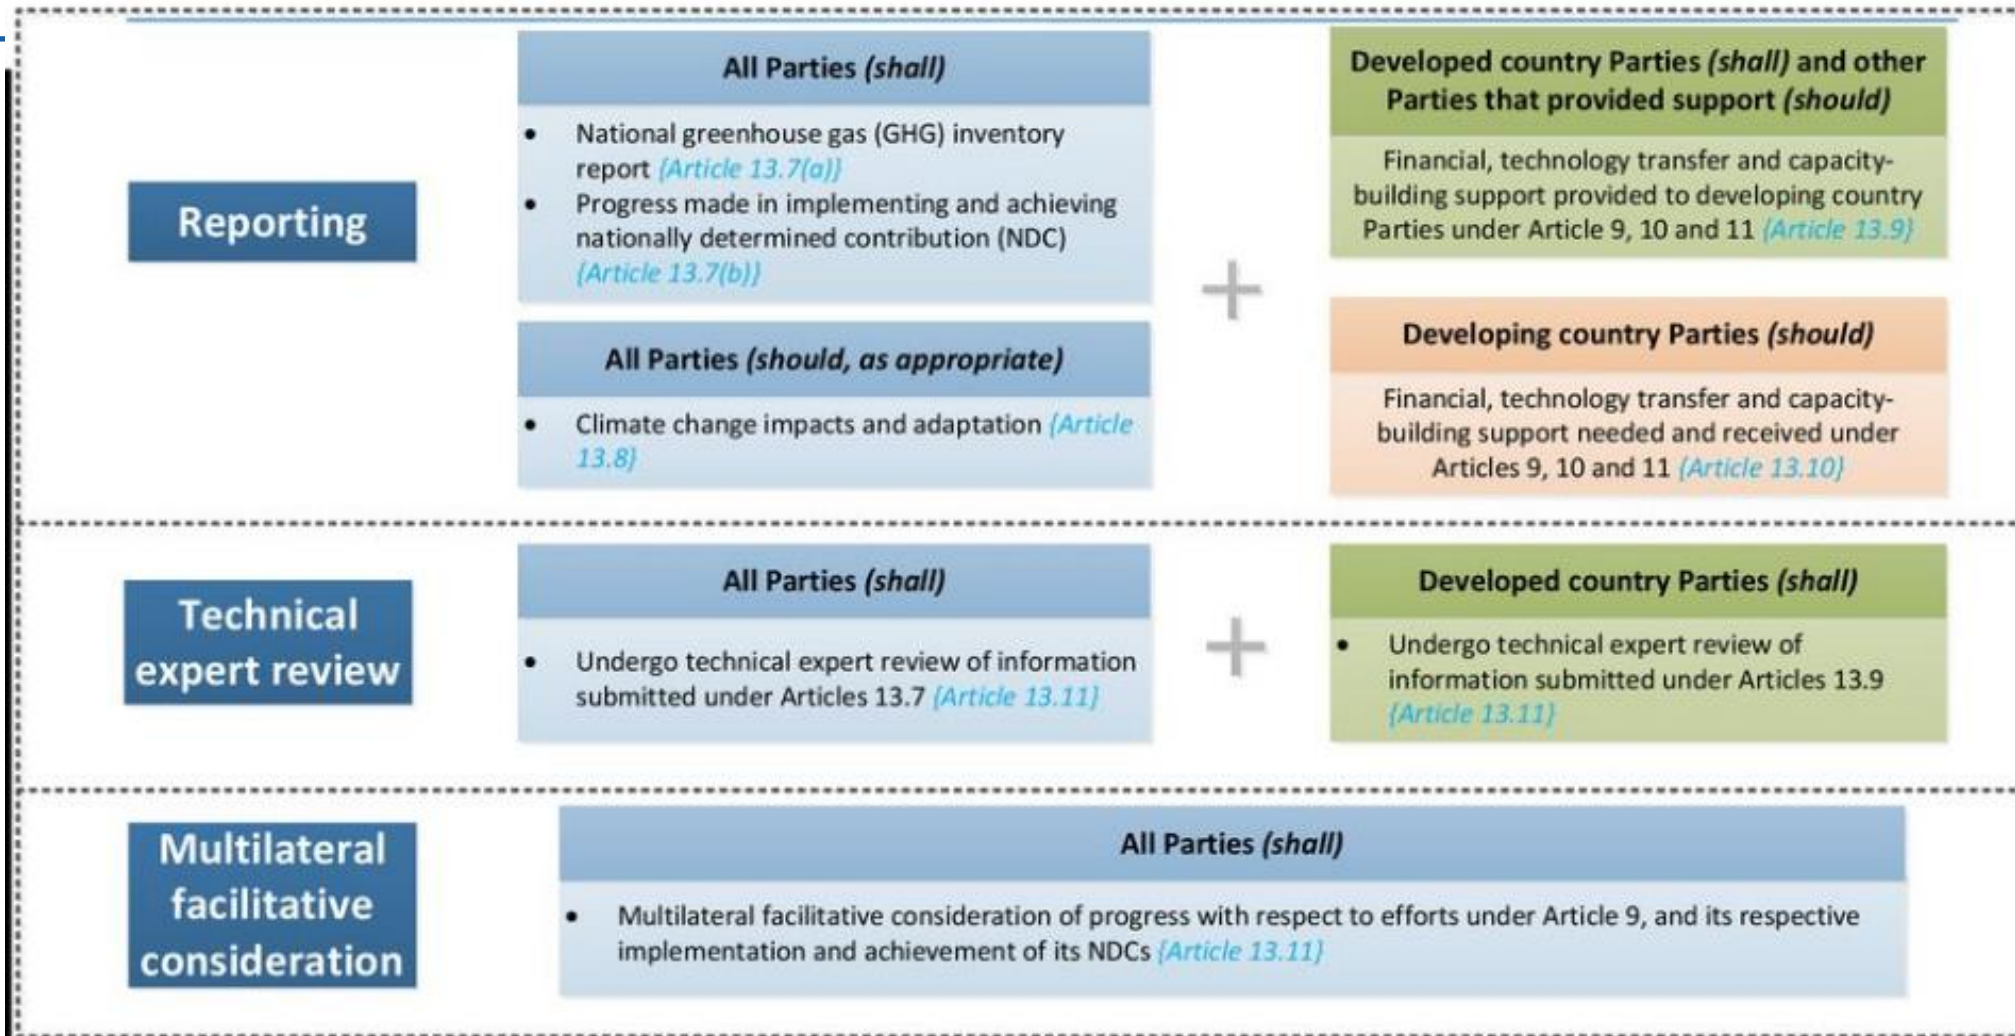 Reporting
All Parties (shall)
• National greenhouse gas (GHG) inventory
report {Article 13.7(a)}
• Progress made in implementing and achieving
nationally determined contribution (NDC)
{Article 13.7(b)}
All Parties (should, as appropriate)
• Climate change impacts and adaptation {Article
13.8}
+
Developed country Parties (shall) and other
Parties that provided support (should)
Financial, technology transfer and capacity-
building support provided to developing country
Parties under Article 9, 10 and 11 {Article 13.9}
Developing country Parties (should)
Financial, technology transfer and capacity-
building support needed and received under
Articles 9, 10 and 11 {Article 13.10}
Technical
expert review
All Parties (shall)
• Undergo technical expert review of information
submitted under Articles 13.7 {Article 13.11}
+
Developed country Parties (shall)
• Undergo technical expert review of
information submitted under Articles 13.9
{Article 13.11}
Multilateral
facilitative
consideration
All Parties (shall)
• Multilateral facilitative consideration of progress with respect to efforts under Article 9, and its respective
implementation and achievement of its NDCs {Article 13.11}